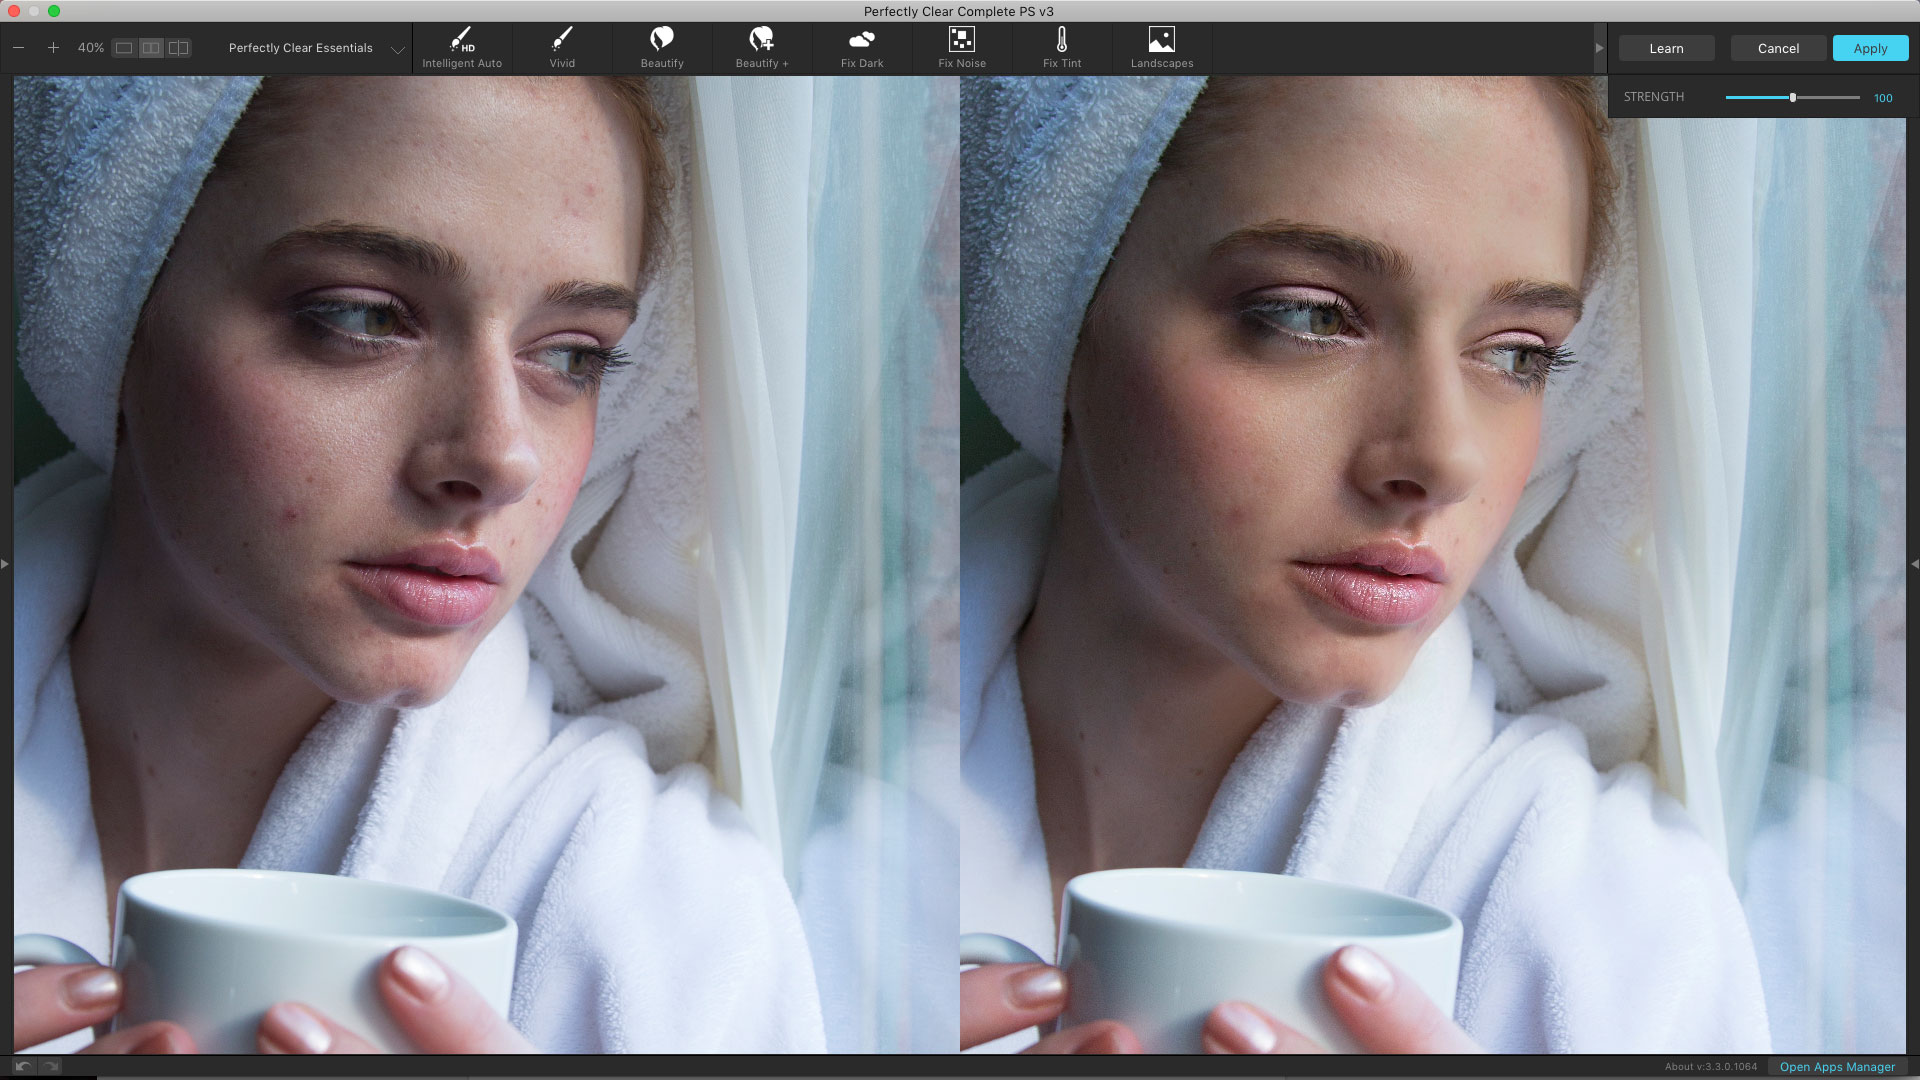 Perfectly Clear Complete PS v3
40%
Perfectly Clear Essentials
HD
Intelligent Auto
Vivid
Beautify
Beautify +
Fix Dark
Fix Noise
Fix Tint
Landscapes
Learn
Cancel
Apply
STRENGTH
100
About v:3.3.0.1064
Open Apps Manager